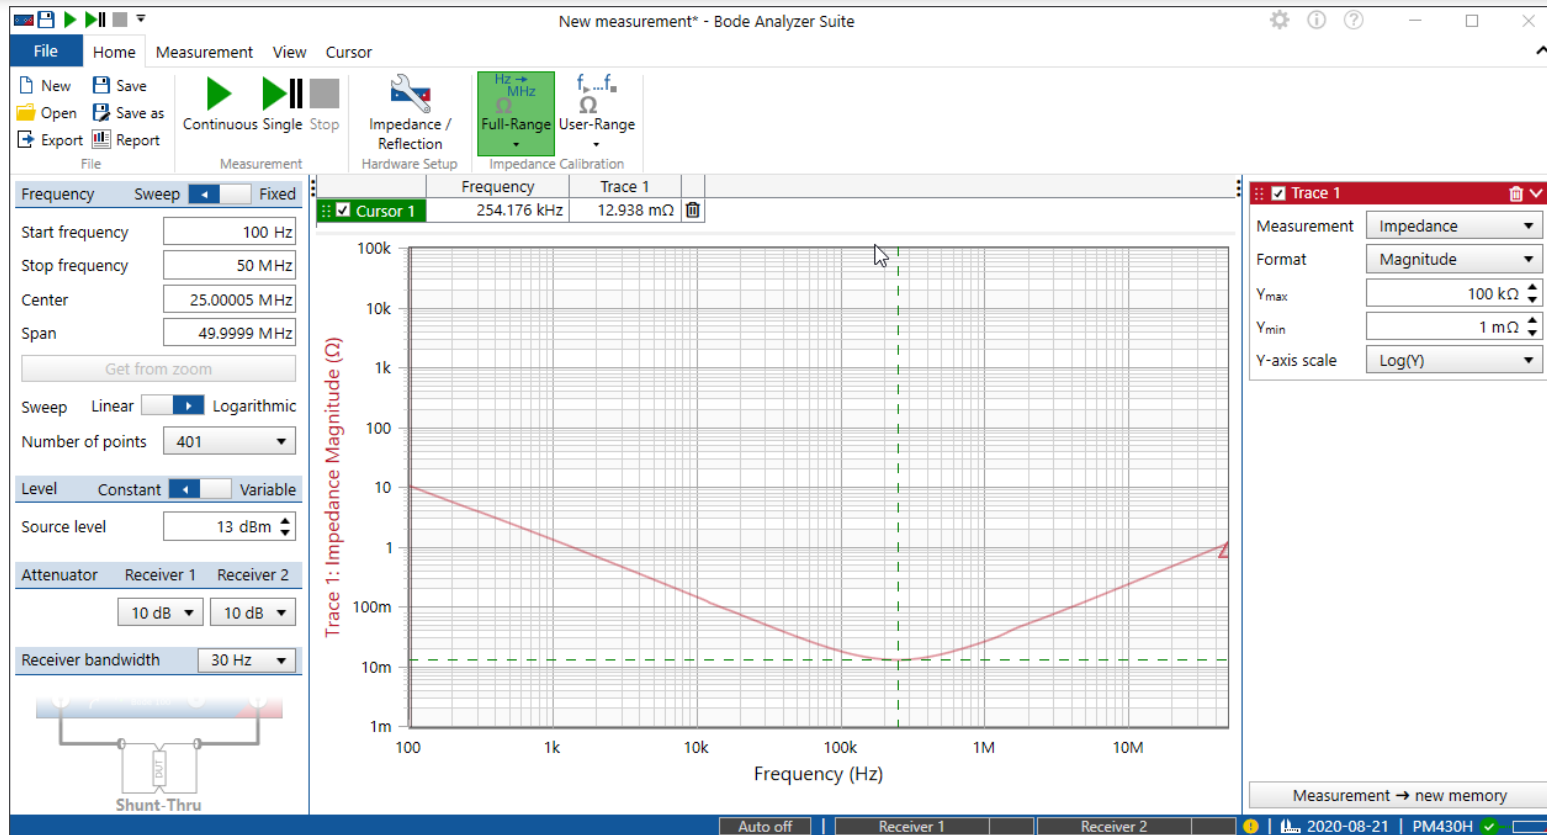 New measurement* - Bode Analyzer Suite
File Home Measurement View Cursor
New Save
Open Save as
Export Report
Continuous Single Stop
Impedance / Reflection
Hz → MHz Ω Full-Range
f...f Ω User-Range
File Measurement Hardware Setup Impedance Calibration
Frequency Sweep Fixed
Start frequency 100 Hz
Stop frequency 50 MHz
Center 25.00005 MHz
Span 49.9999 MHz
Get from zoom
Sweep Linear Logarithmic
Number of points 401
Level Constant Variable
Source level 13 dBm
Attenuator Receiver 1 Receiver 2
10 dB 10 dB
Receiver bandwidth 30 Hz
DUT
Shunt-Thru
Frequency Trace 1
Cursor 1 254.176 kHz 12.938 mΩ
Trace 1: Impedance Magnitude (Ω)
100k
10k
1k
100
10
1
100m
10m
1m
100 1k 10k 100k 1M 10M
Frequency (Hz)
Trace 1
Measurement Impedance
Format Magnitude
Ymax 100 kΩ
Ymin 1 mΩ
Y-axis scale Log(Y)
Measurement → new memory
Auto off Receiver 1 Receiver 2 2020-08-21 PM430H